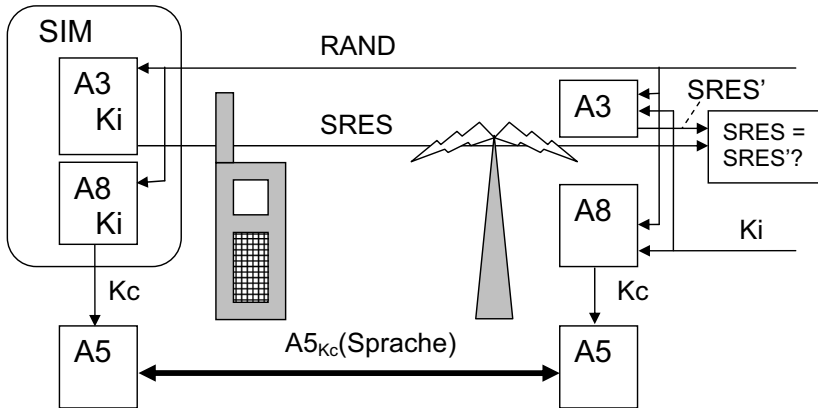 SIM
RAND
A3
Ki
A3
SRES'
SRES
SRES =
SRES'?
A8
Ki
A8
Ki
Kc
Kc
A5
A5Kc(Sprache)
A5